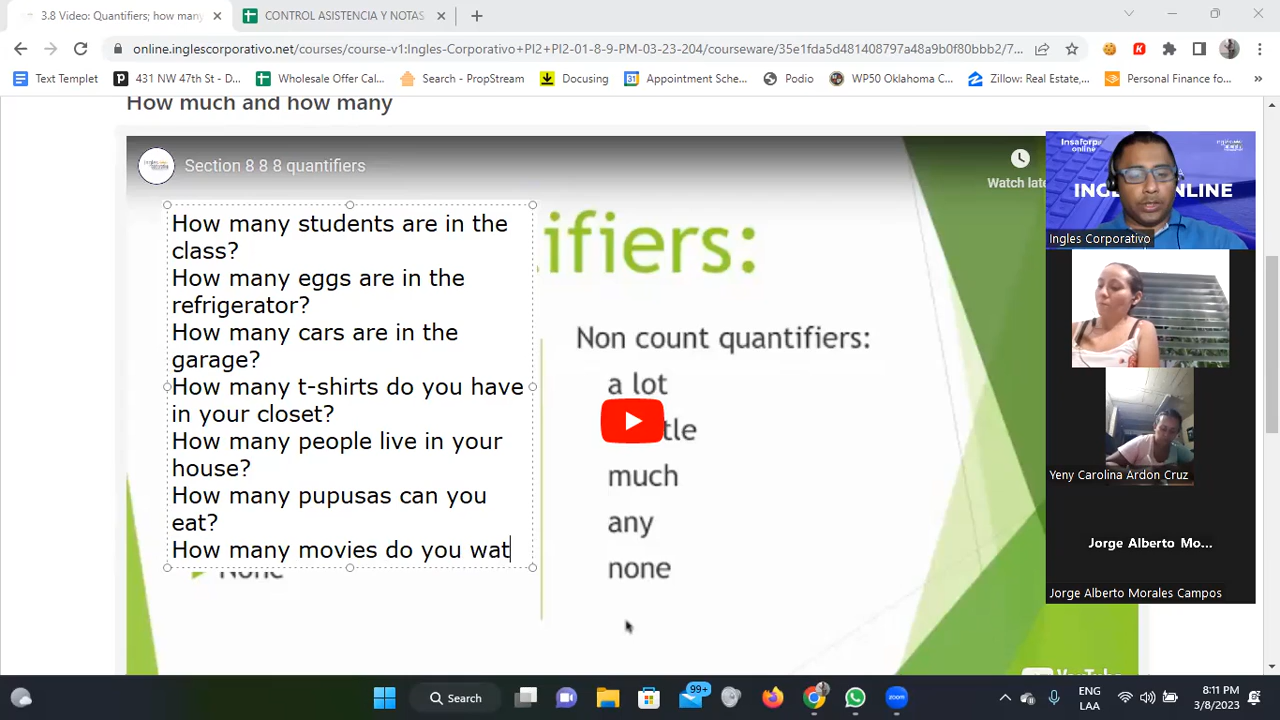 3.8 Video: Quantifiers; how many
CONTROL ASISTENCIA Y NOTAS
online.inglescorporativo.net/courses/course-v1:Ingles-Corporativo+PI2+PI2-01-8-9-PM-03-23-204/courseware/35e1fda5d481408797a48a9b0f80bbb2/7...
Text Templet
431 NW 47th St - D...
Wholesale Offer Cal...
Search - PropStream
Docusing
Appointment Sche...
Podio
WP50 Oklahoma C...
Zillow: Real Estate,...
Personal Finance fo...
How much and how many
Section 8 8 8 quantifiers
Watch late
ifiers:
How many students are in the
class?
How many eggs are in the
refrigerator?
How many cars are in the
garage?
How many t-shirts do you have
in your closet?
How many people live in your
house?
How many pupusas can you
eat?
How many movies do you wat
None
Non count quantifiers:
a lot
tle
much
any
none
YouTube
Insaforp
online
INGL ONLINE
Ingles Corporativo
Yeny Carolina Ardon Cruz
Jorge Alberto Mo...
Jorge Alberto Morales Campos
Search
99+
ENG
LAA
8:11 PM
3/8/2023